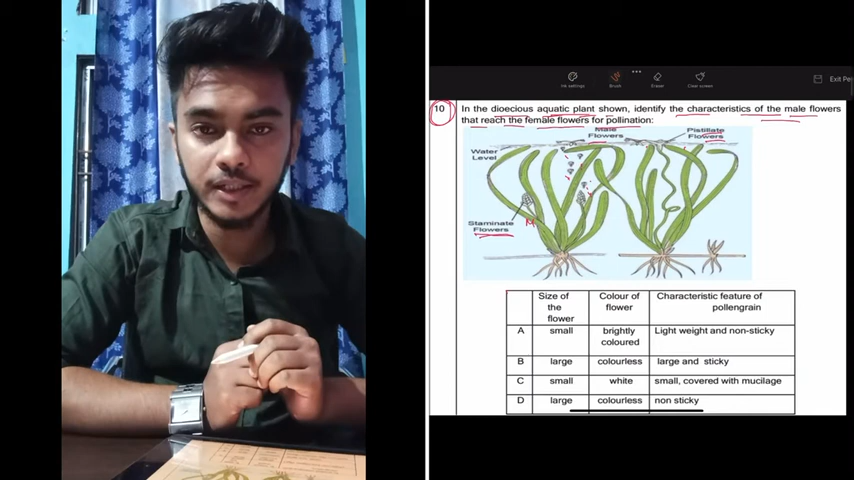 Ink settings
Brush
Eraser
Clear screen
Exit
10
In the dioecious aquatic plant shown, identify the characteristics of the male flowers
that reach the female flowers for pollination:
Male
Flowers
Pistillate
Flowers
Water
Level
Staminate
Flowers
Size of the flower | Colour of flower | Characteristic feature of pollengrain
A | small | brightly coloured | Light weight and non-sticky
B | large | colourless | large and sticky
C | small | white | small, covered with mucilage
D | large | colourless | non sticky